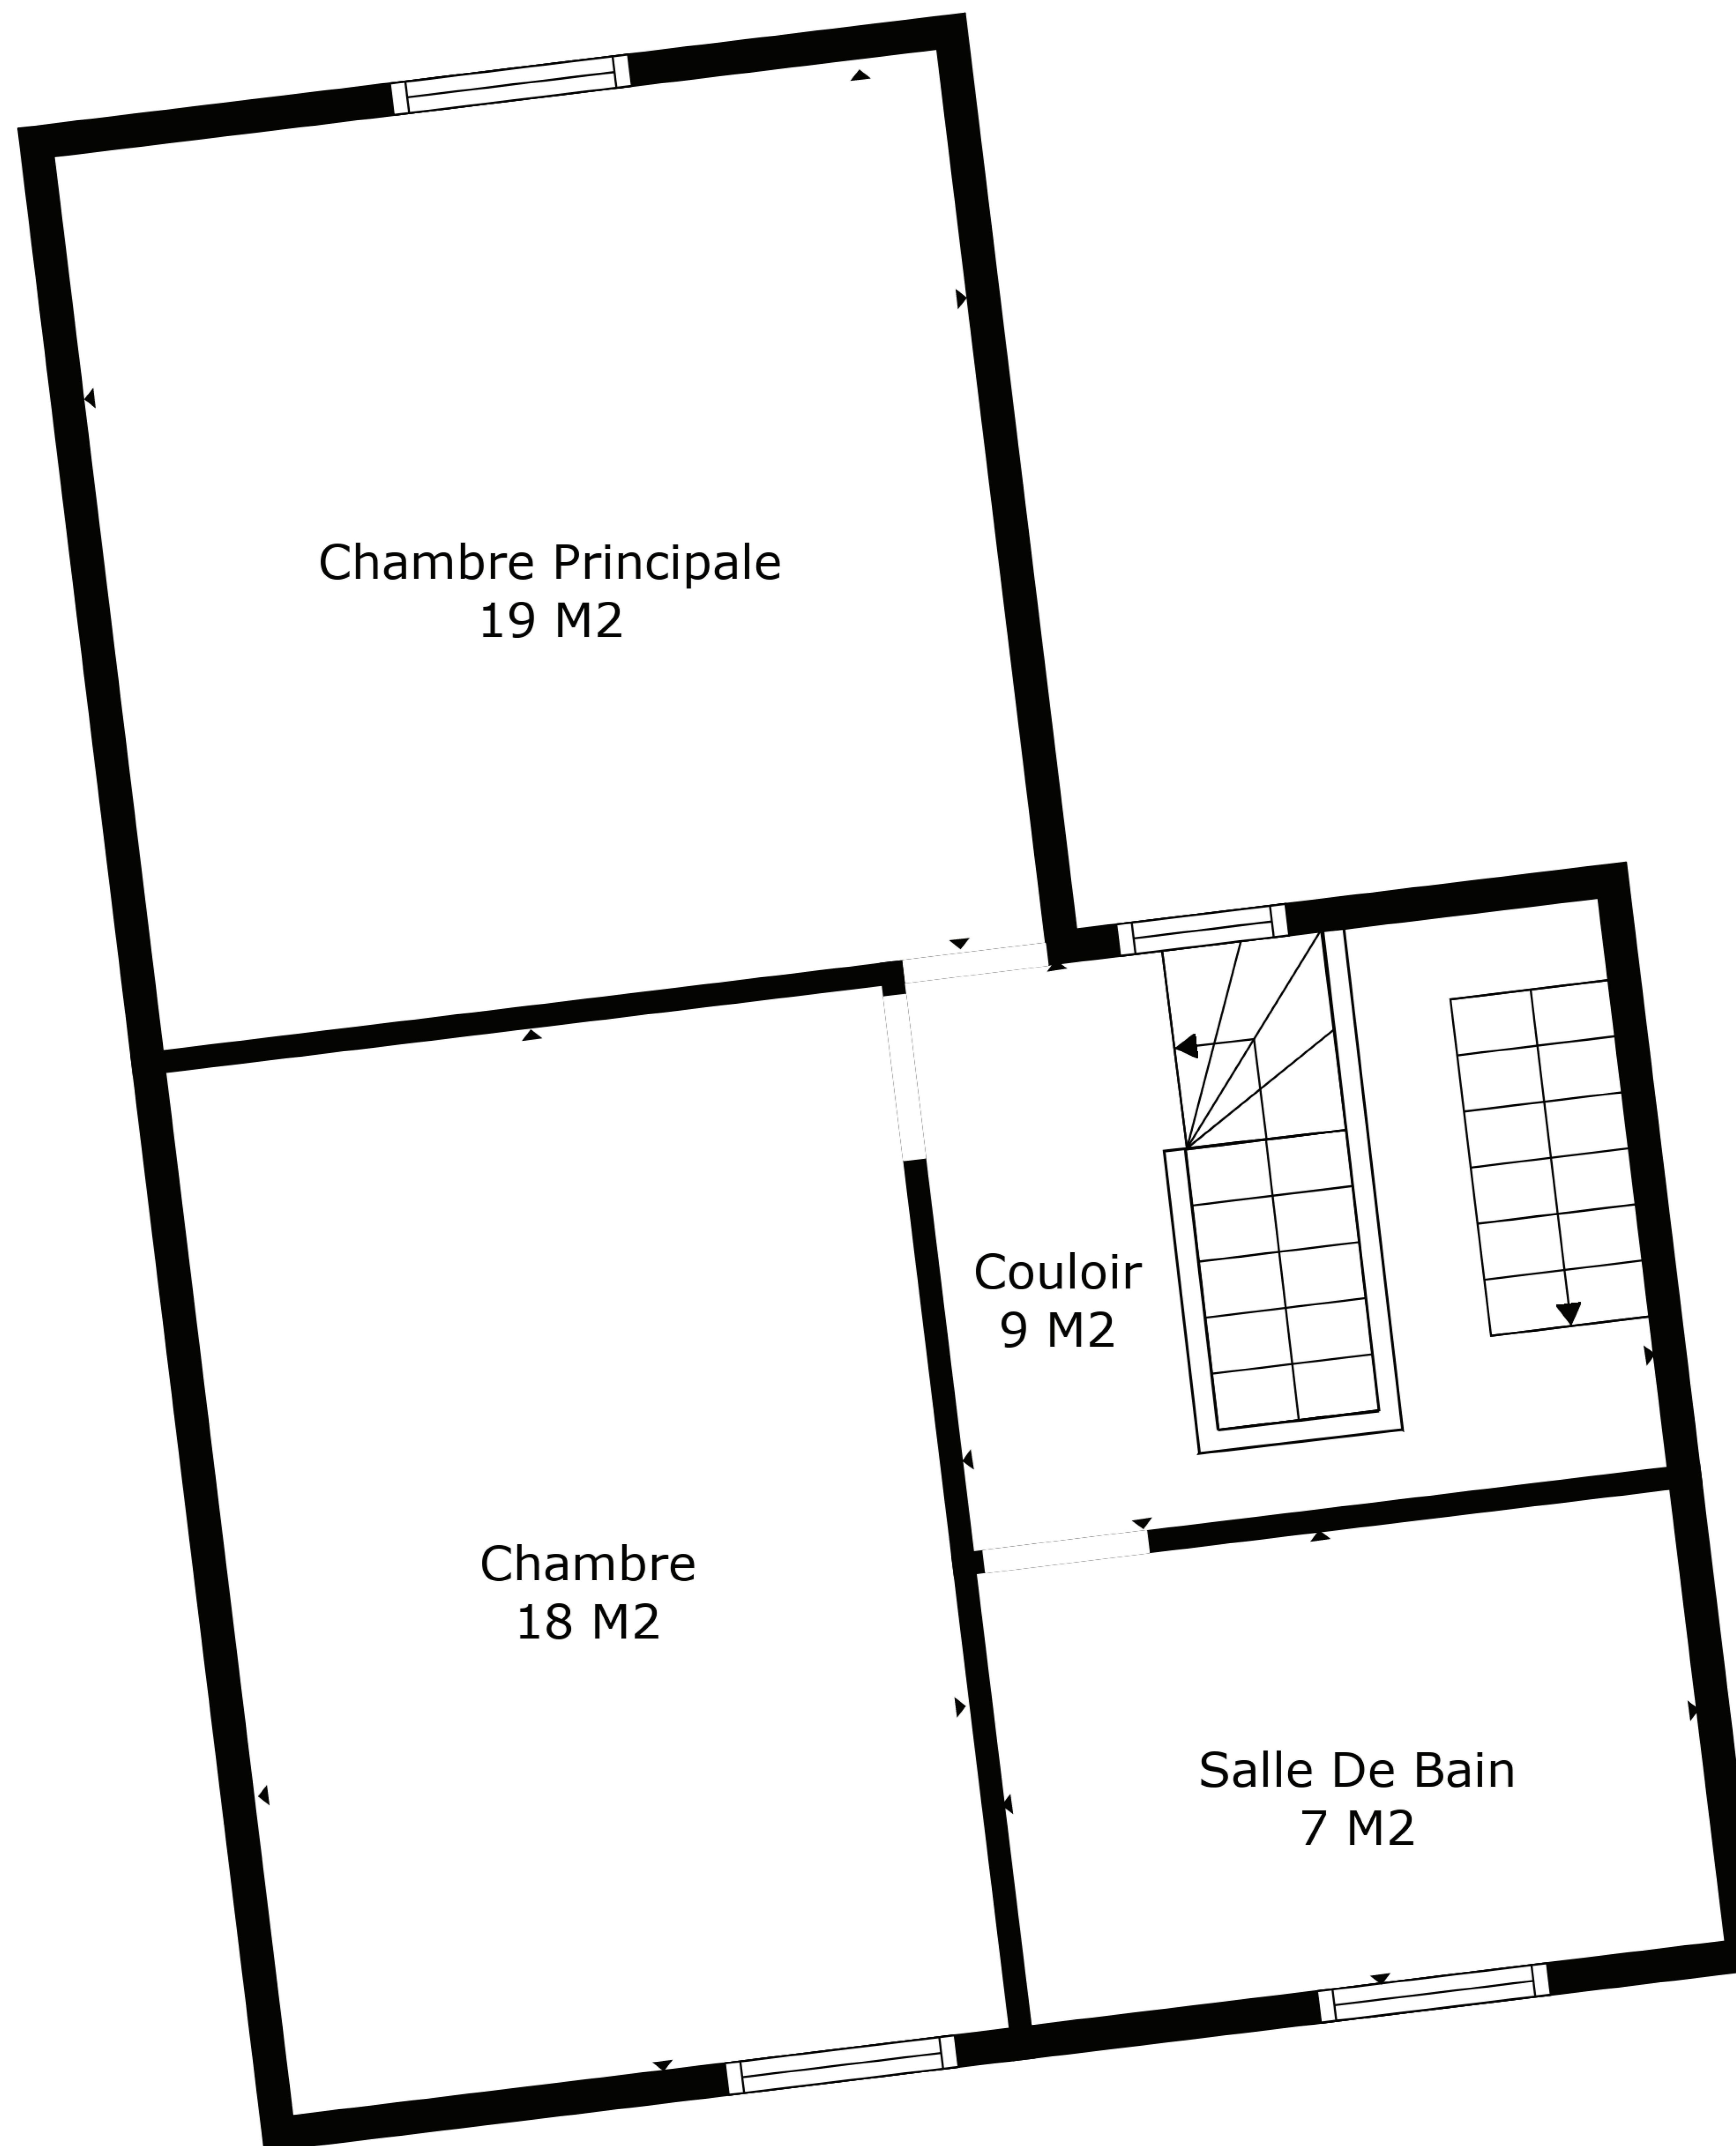 Chambre Principale
19 M2
Couloir
9 M2
Chambre
18 M2
Salle De Bain
7 M2